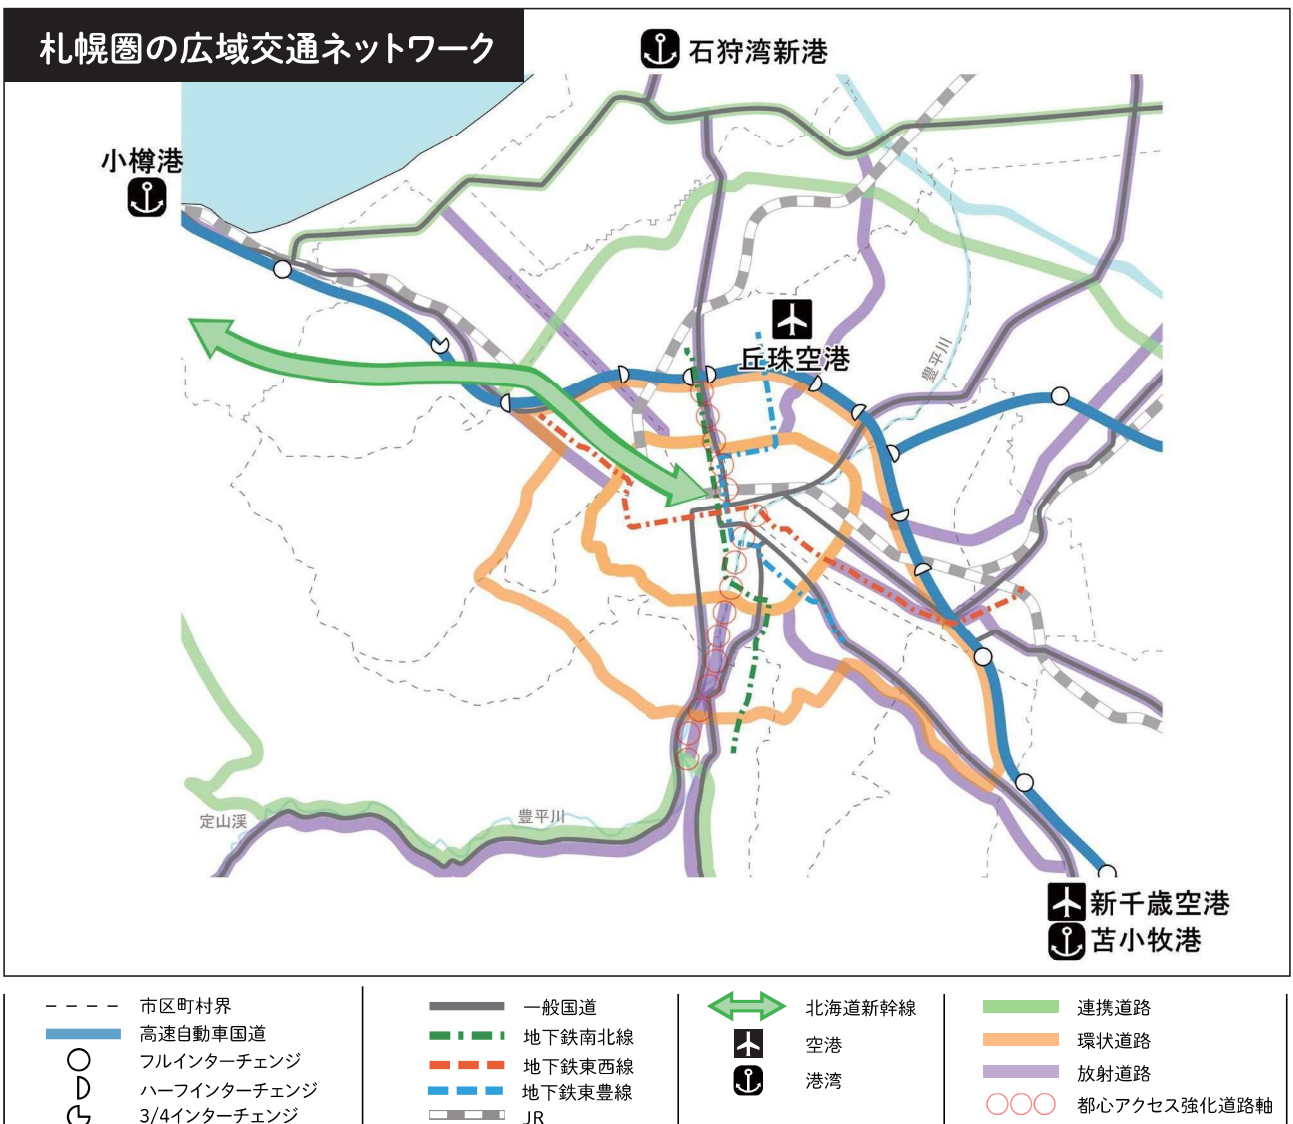 札幌圏の広域交通ネットワーク
石狩湾新港
小樽港
丘珠空港
豊平川
定山渓
豊平川
新千歳空港
苫小牧港
市区町村界
高速自動車国道
フルインターチェンジ
ハーフインターチェンジ
3/4インターチェンジ
一般国道
地下鉄南北線
地下鉄東西線
地下鉄東豊線
JR
北海道新幹線
空港
港湾
連携道路
環状道路
放射道路
都心アクセス強化道路軸